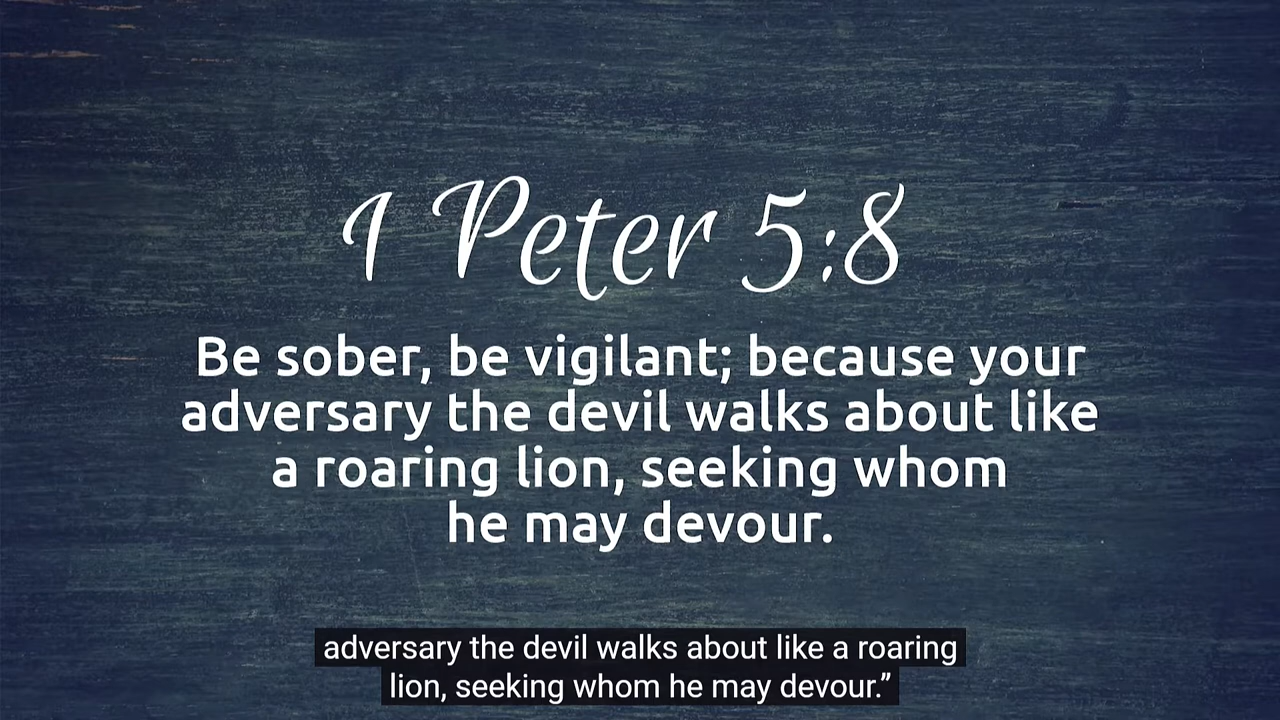 1 Peter 5:8
Be sober, be vigilant; because your
adversary the devil walks about like
a roaring lion, seeking whom
he may devour.
adversary the devil walks about like a roaring
lion, seeking whom he may devour.”